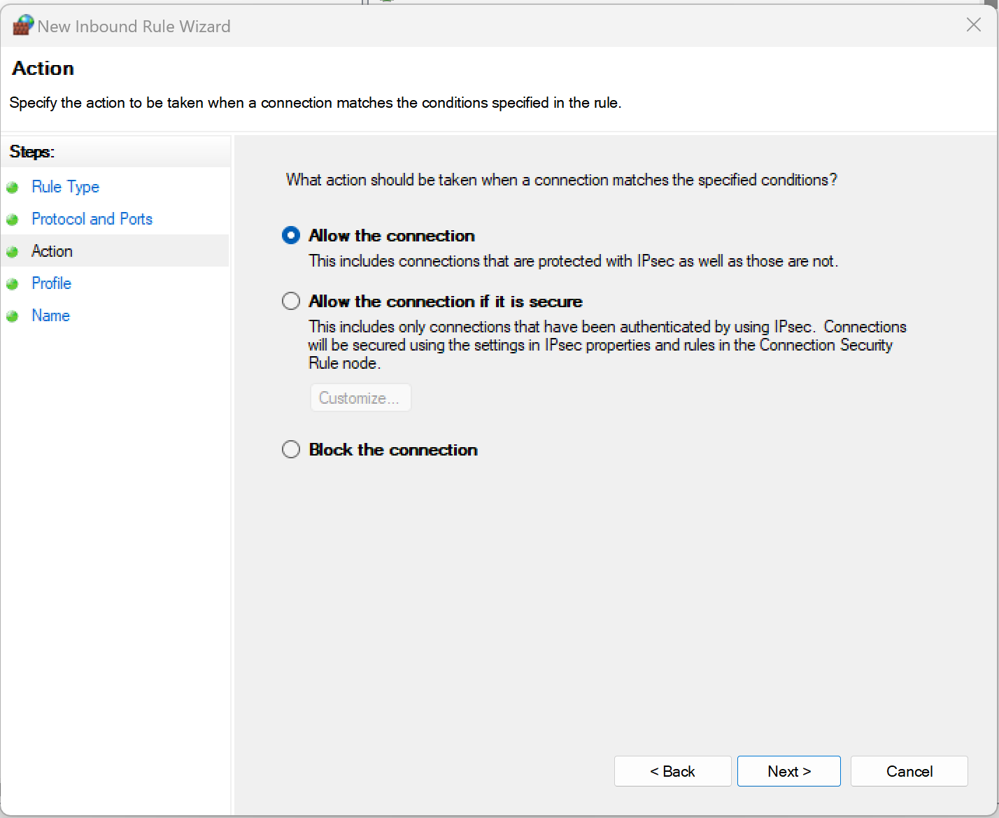 New Inbound Rule Wizard
Action
Specify the action to be taken when a connection matches the conditions specified in the rule.
Steps:
Rule Type
Protocol and Ports
Action
Profile
Name
What action should be taken when a connection matches the specified conditions?
Allow the connection
This includes connections that are protected with IPsec as well as those are not.
Allow the connection if it is secure
This includes only connections that have been authenticated by using IPsec.  Connections
will be secured using the settings in IPsec properties and rules in the Connection Security
Rule node.
Customize...
Block the connection
< Back
Next >
Cancel